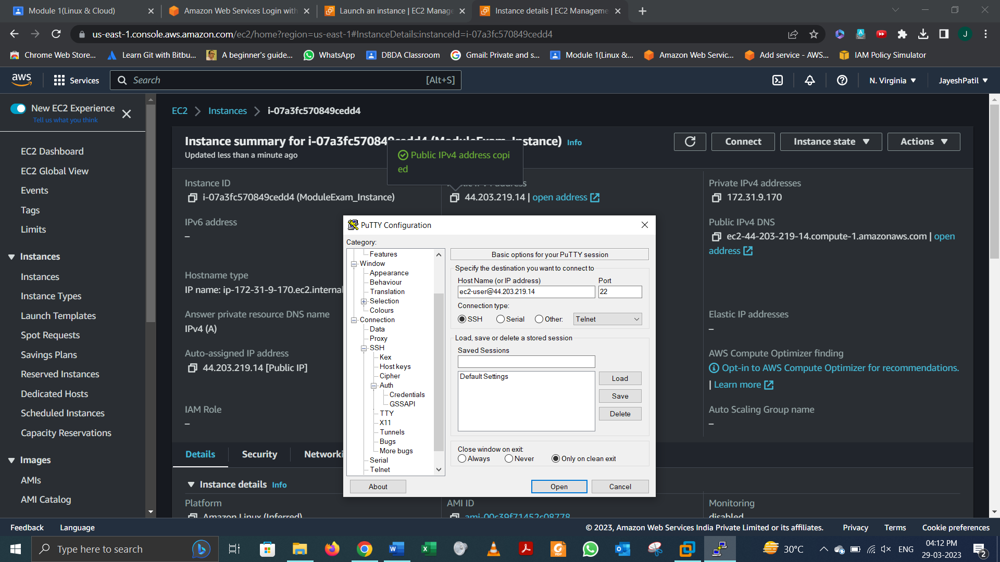 Module 1(Linux & Cloud)
Amazon Web Services Login with
Launch an instance | EC2 Manage
Instance details | EC2 Manageme
us-east-1.console.aws.amazon.com/ec2/home?region=us-east-1#InstanceDetails:instanceId=i-07a3fc570849cedd4
J
Chrome Web Store...
Learn Git with Bitbu...
A beginner's guide...
WhatsApp
DBDA Classroom
Gmail: Private and s...
Module 1(Linux &...
Amazon Web Servic...
Add service - AWS...
IAM Policy Simulator
aws
Services
Search
[Alt+S]
N. Virginia
JayeshPatil
New EC2 Experience
Tell us what you think
EC2 Dashboard
EC2 Global View
Events
Tags
Limits
Instances
Instances
Instance Types
Launch Templates
Spot Requests
Savings Plans
Reserved Instances
Dedicated Hosts
Scheduled Instances
Capacity Reservations
Images
AMIs
AMI Catalog
EC2
Instances
i-07a3fc570849cedd4
Instance summary for i-07a3fc570849cedd4 (ModuleExam_Instance)
Info
Updated less than a minute ago
Connect
Instance state
Actions
Public IPv4 address copi
ed
Instance ID
i-07a3fc570849cedd4 (ModuleExam_Instance)
44.203.219.14 | open address
Private IPv4 addresses
172.31.9.170
IPv6 address
–
Public IPv4 DNS
ec2-44-203-219-14.compute-1.amazonaws.com | open
address
Hostname type
IP name: ip-172-31-9-170.ec2.internal
Answer private resource DNS name
IPv4 (A)
Elastic IP addresses
–
Auto-assigned IP address
44.203.219.14 [Public IP]
AWS Compute Optimizer finding
Opt-in to AWS Compute Optimizer for recommendations.
| Learn more
IAM Role
–
Auto Scaling Group name
–
Details
Security
Networki
Instance details
Info
Platform
Amazon Linux (Inferred)
AMI ID
ami-00c39f71452c08778
Monitoring
disabled
PuTTY Configuration
Category:
Features
Window
Appearance
Behaviour
Translation
Selection
Colours
Connection
Data
Proxy
SSH
Kex
Host keys
Cipher
Auth
Credentials
GSSAPI
TTY
X11
Tunnels
Bugs
More bugs
Serial
Telnet
Basic options for your PuTTY session
Specify the destination you want to connect to
Host Name (or IP address)
Port
ec2-user@44.203.219.14
22
Connection type:
SSH
Serial
Other:
Telnet
Load, save or delete a stored session
Saved Sessions
Default Settings
Load
Save
Delete
Close window on exit:
Always
Never
Only on clean exit
About
Open
Cancel
Feedback
Language
© 2023, Amazon Web Services India Private Limited or its affiliates.
Privacy
Terms
Cookie preferences
Type here to search
30°C
ENG
04:12 PM
29-03-2023
2